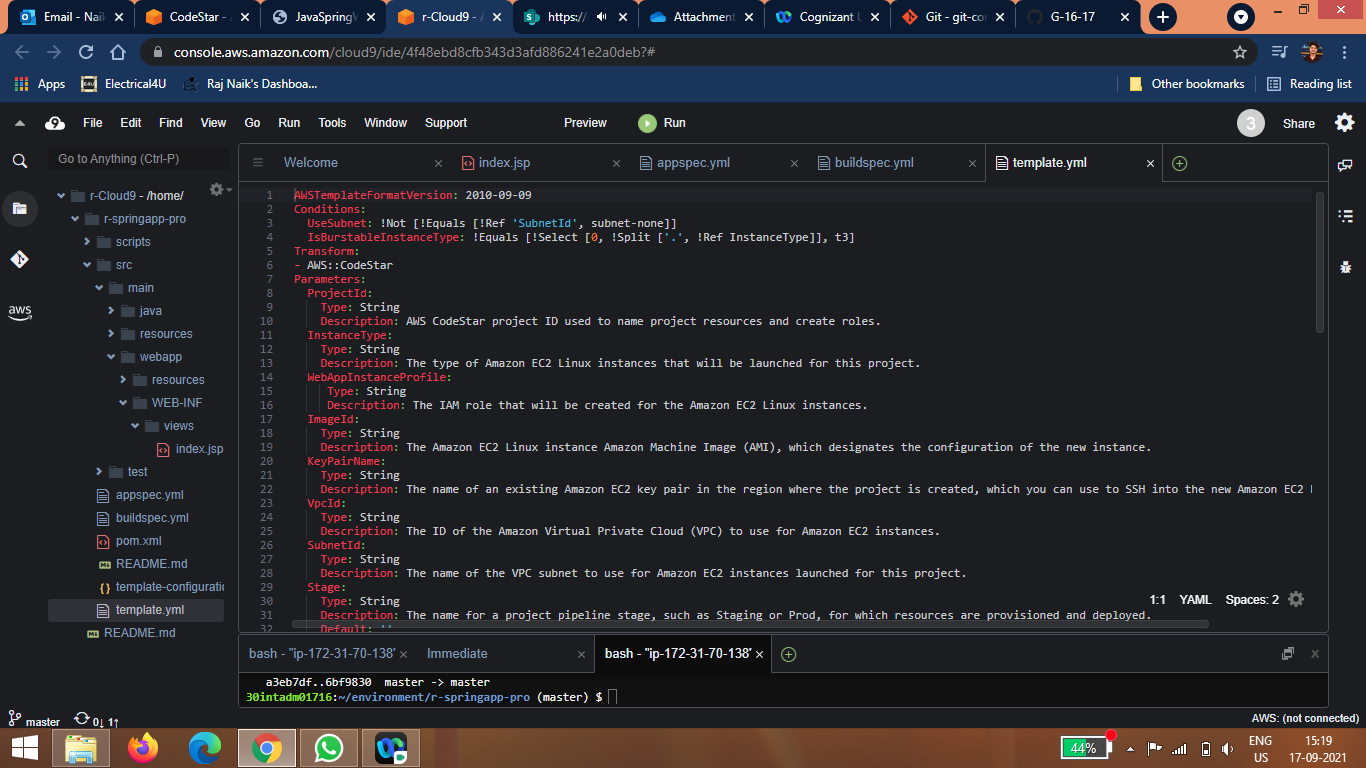 Email - Naik
CodeStar - A
JavaSpringW
r-Cloud9 - A
https://
Attachment
Cognizant U
Git - git-con
G-16-17
console.aws.amazon.com/cloud9/ide/4f48ebd8cfb343d3afd886241e2a0deb?#
Apps
Electrical4U
Raj Naik's Dashboa...
Other bookmarks
Reading list
File Edit Find View Go Run Tools Window Support Preview Run
3
Share
Go to Anything (Ctrl-P)
Welcome
index.jsp
appspec.yml
buildspec.yml
template.yml
r-Cloud9 - /home/
r-springapp-pro
scripts
src
main
java
resources
webapp
resources
WEB-INF
views
index.jsp
test
appspec.yml
buildspec.yml
pom.xml
README.md
template-configuratio
template.yml
README.md
aws
1 AWSTemplateFormatVersion: 2010-09-09
2 Conditions:
3 UseSubnet: !Not [!Equals [!Ref 'SubnetId', subnet-none]]
4 IsBurstableInstanceType: !Equals [!Select [0, !Split ['.', !Ref InstanceType]], t3]
5 Transform:
6 - AWS::CodeStar
7 Parameters:
8 ProjectId:
9 Type: String
10 Description: AWS CodeStar project ID used to name project resources and create roles.
11 InstanceType:
12 Type: String
13 Description: The type of Amazon EC2 Linux instances that will be launched for this project.
14 WebAppInstanceProfile:
15 Type: String
16 Description: The IAM role that will be created for the Amazon EC2 Linux instances.
17 ImageId:
18 Type: String
19 Description: The Amazon EC2 Linux instance Amazon Machine Image (AMI), which designates the configuration of the new instance.
20 KeyPairName:
21 Type: String
22 Description: The name of an existing Amazon EC2 key pair in the region where the project is created, which you can use to SSH into the new Amazon EC2
23 VpcId:
24 Type: String
25 Description: The ID of the Amazon Virtual Private Cloud (VPC) to use for Amazon EC2 instances.
26 SubnetId:
27 Type: String
28 Description: The name of the VPC subnet to use for Amazon EC2 instances launched for this project.
29 Stage:
30 Type: String
31 Description: The name for a project pipeline stage, such as Staging or Prod, for which resources are provisioned and deployed.
32 Default: ''
1:1 YAML Spaces: 2
bash - "ip-172-31-70-138"
Immediate
bash - "ip-172-31-70-138"
a3eb7df..6bf9830 master -> master
30intadm01716:~/environment/r-springapp-pro (master) $
master
0↓ 1↑
AWS: (not connected)
44%
ENG
US
15:19
17-09-2021